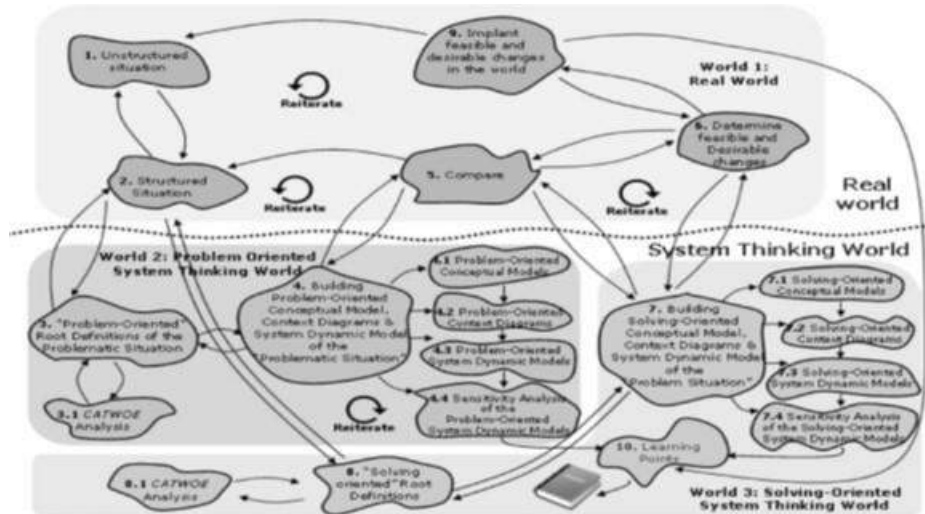 1. Unstructured
situation
9. Implant
feasible and
desirable changes
in the world
World 1:
Real World
Reiterate
6. Determine
feasible and
Desirable
changes
2. Structured
Situation
Reiterate
5. Compare
Reiterate
Real
world
World 2: Problem Oriented
System Thinking World
System Thinking World
3. "Problem-Oriented"
Root Definitions of the
Problematic Situation
4. Building
Problem-Oriented
Conceptual Model,
Context Diagrams &
System Dynamic Model
of the
"Problematic Situation"
4.1 Problem-Oriented
Conceptual Models
4.2 Problem-Oriented
Context Diagrams
4.3 Problem-Oriented
System Dynamic Models
4.4 Sensitivity Analysis
of the
Problem-Oriented
System Dynamic Models
7. Building
Solving-Oriented
Conceptual Model,
Context Diagrams &
System Dynamic Model
of the
"Problem Situation"
7.1 Solving-Oriented
Conceptual Models
7.2 Solving-Oriented
Context Diagrams
7.3 Solving-Oriented
System Dynamic Models
7.4 Sensitivity Analysis
of the Solving-Oriented
System Dynamic Models
3.1 CATWOE
Analysis
Reiterate
10. Learning
Points
8.1 CATWOE
Analysis
8. "Solving
oriented" Root
Definitions
World 3: Solving-Oriented
System Thinking World